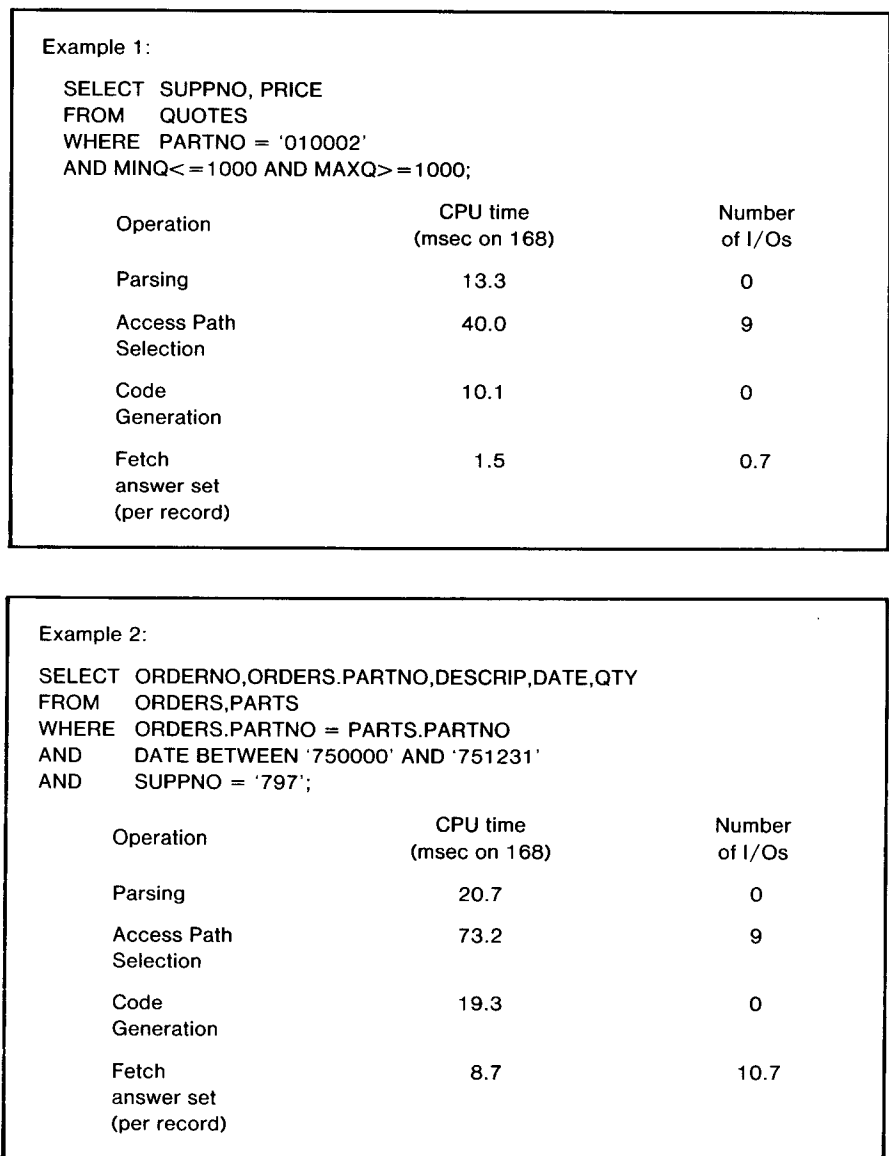 Example 1:
SELECT SUPPNO, PRICE
FROM QUOTES
WHERE PARTNO = ‘010002’
AND MINQ<=1000 AND MAXQ>=1000;
Operation CPU time Number
(msec on 168) of I/Os
Parsing 13.3 0
Access Path 40.0 9
Selection
Code 10.1 0
Generation
Fetch 1.5 0.7
answer set
(per record)
Example 2:
SELECT ORDERNO,ORDERS.PARTNO,DESCRIP,DATE,QTY
FROM ORDERS,PARTS
WHERE ORDERS.PARTNO = PARTS.PARTNO
AND DATE BETWEEN ‘750000’ AND ‘751231’
AND SUPPNO = ‘797’;
Operation CPU time Number
(msec on 168) of I/Os
Parsing 20.7 0
Access Path 73.2 9
Selection
Code 19.3 0
Generation
Fetch 8.7 10.7
answer set
(per record)